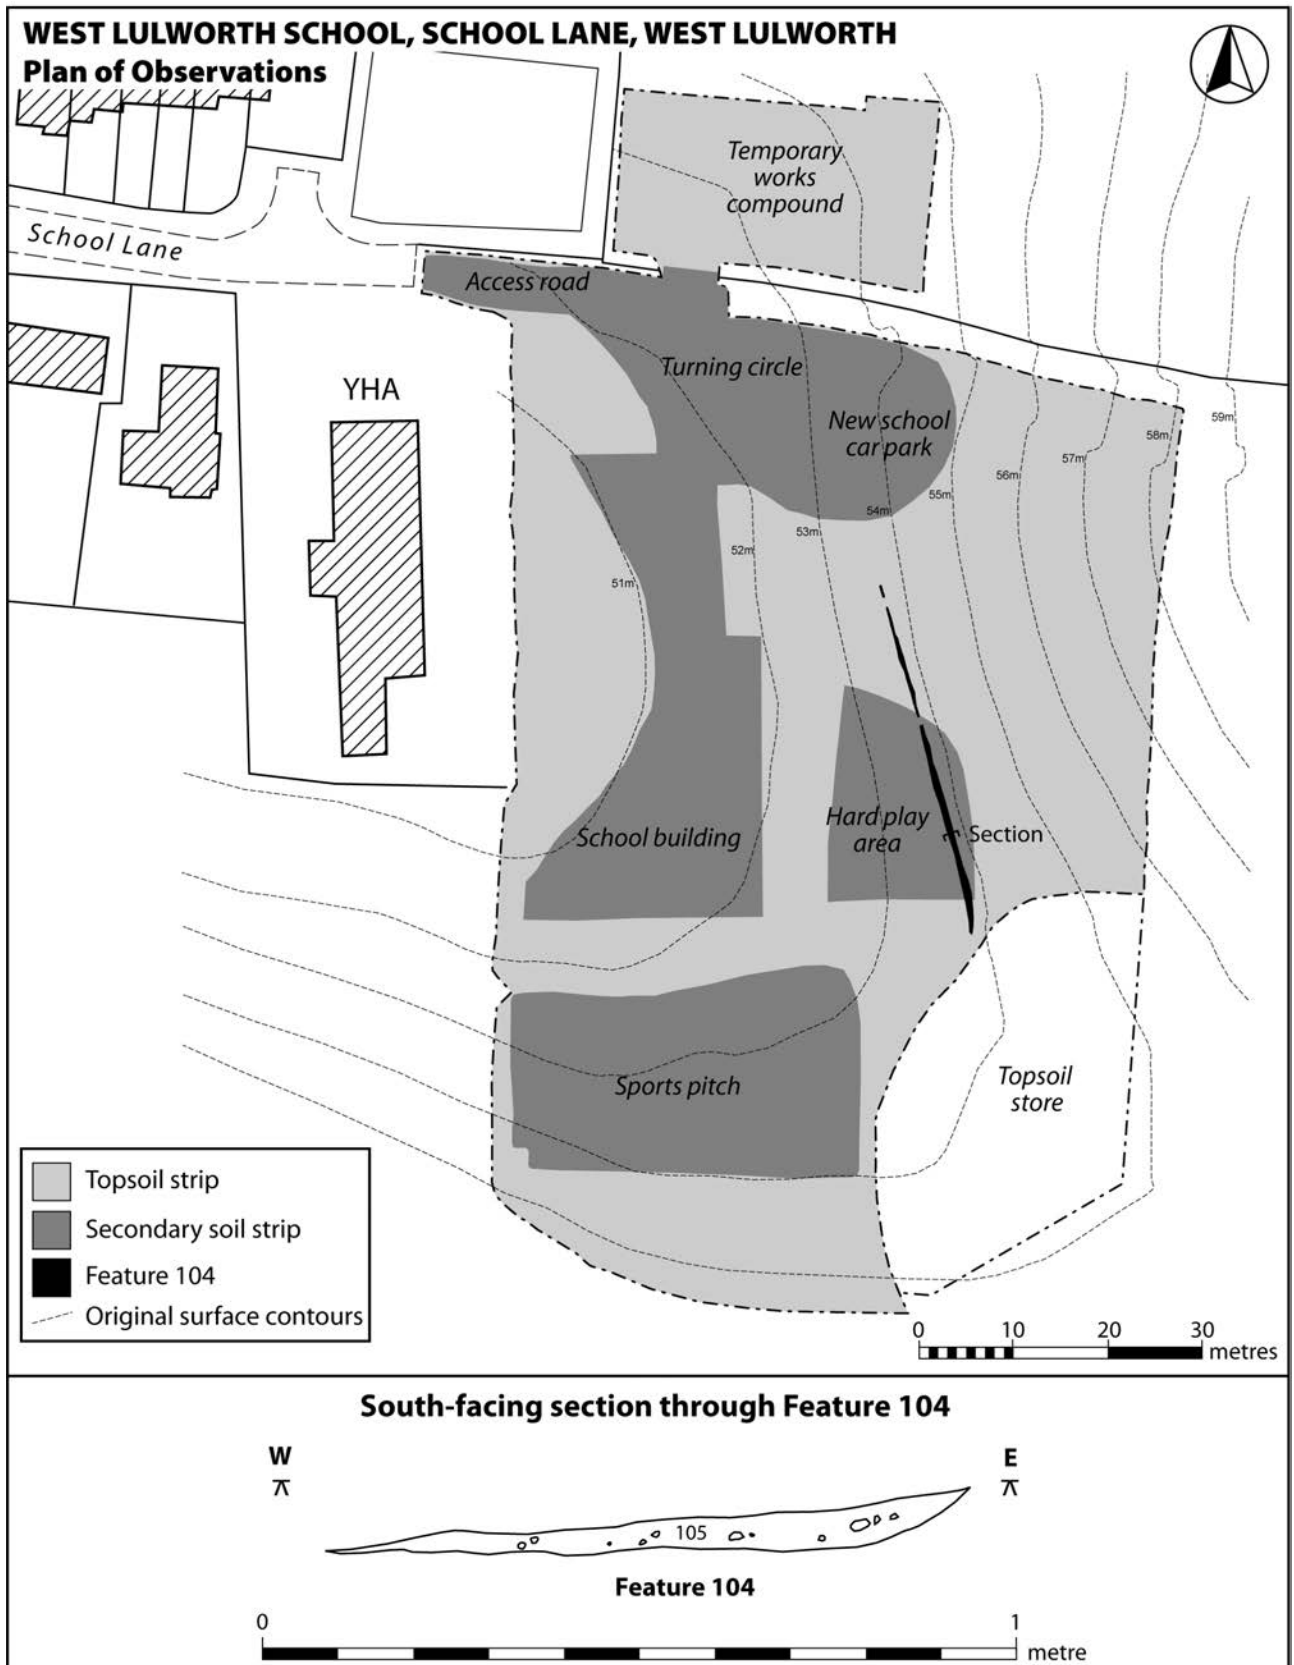 WEST LULWORTH SCHOOL, SCHOOL LANE, WEST LULWORTH
Plan of Observations
Temporary
works
compound
School Lane
Access road
Turning circle
YHA
New school
car park
59m
58m
57m
56m
55m
54m
53m
52m
51m
Hard play
area
Section
School building
Sports pitch
Topsoil
store
Topsoil strip
Secondary soil strip
Feature 104
Original surface contours
0 10 20 30
metres
South-facing section through Feature 104
W E
105
Feature 104
0 1
metre